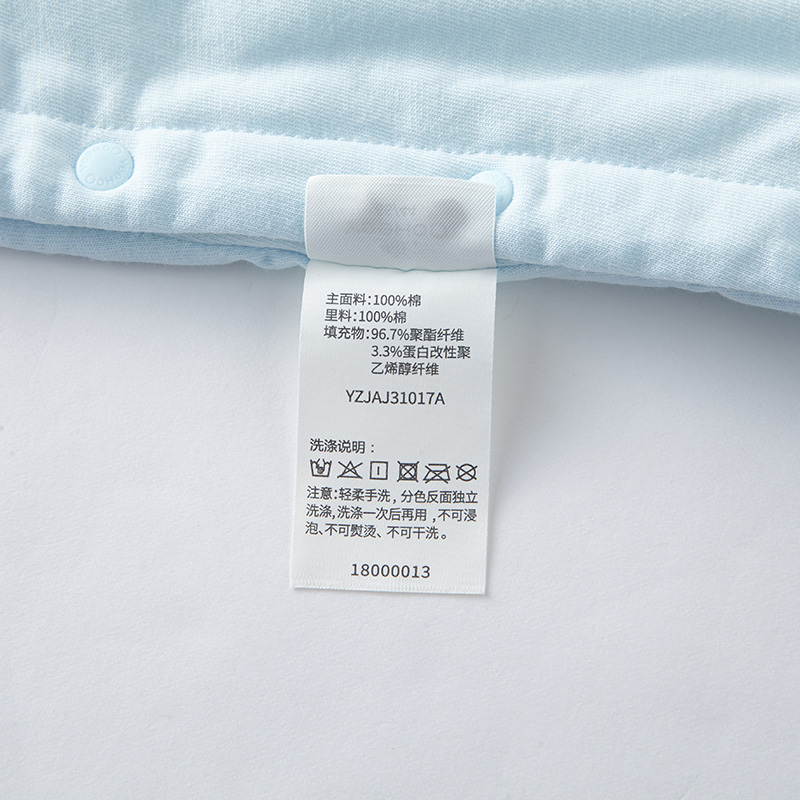 主面料:100%棉
里料:100%棉
填充物:96.7%聚酯纤维
3.3%蛋白改性聚
乙烯醇纤维
YZJAJ31017A
洗涤说明:
注意:轻柔手洗,分色反面独立
洗涤,洗涤一次后再用,不可浸
泡、不可熨烫、不可干洗。
18000013